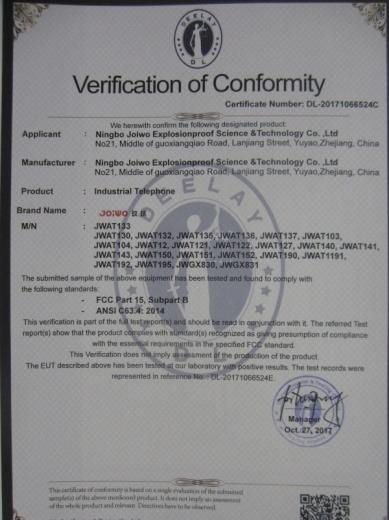 DEELAY
DL
Verification of Conformity
Certificate Number: DL-20171066524C
We herewith confirm the following designated product:
Applicant : Ningbo Joiwo Explosionproof Science &Technology Co. ,Ltd
No21, Middle of guoxiangqiao Road, Lanjiang Street, Yuyao,Zhejiang, China
Manufacturer : Ningbo Joiwo Explosionproof Science &Technology Co. ,Ltd
No21, Middle of guoxiangqiao Road, Lanjiang Street, Yuyao,Zhejiang, China
Product : Industrial Telephone
Brand Name : JOIWO
M/N : JWAT133
JWAT130, JWAT132, JWAT135, JWAT136, JWAT137, JWAT103,
JWAT104, JWAT12, JWAT121, JWAT122, JWAT127, JWAT140, JWAT141,
JWAT143, JWAT150, JWAT151, JWAT152, JWAT190, JWAT1191,
JWAT192, JWAT195, JWGX830, JWGX831
The submitted sample of the above equipment has been tested and found to comply with
the following standards:
- FCC Part 15, Subpart B
- ANSI C63.4: 2014
This verification is part of the full test report(s) and should be read in conjunction with it. The referred Test
report(s) show that the product complies with standard(s) recognized as giving presumption of compliance
with the essential requirements in the specified FCC standard.
This Verification does not imply assessment of the production of the product.
The EUT described above has been tested at our laboratory with positive results. The test records were
represented in reference No.: DL-20171066524E.
Manager
Oct. 27, 2017
This certificate of conformity is based on a single evaluation of the submitted
sample(s) of the above mentioned product. It does not imply an assessment
of the whole product and relevant Directives have to be observed.